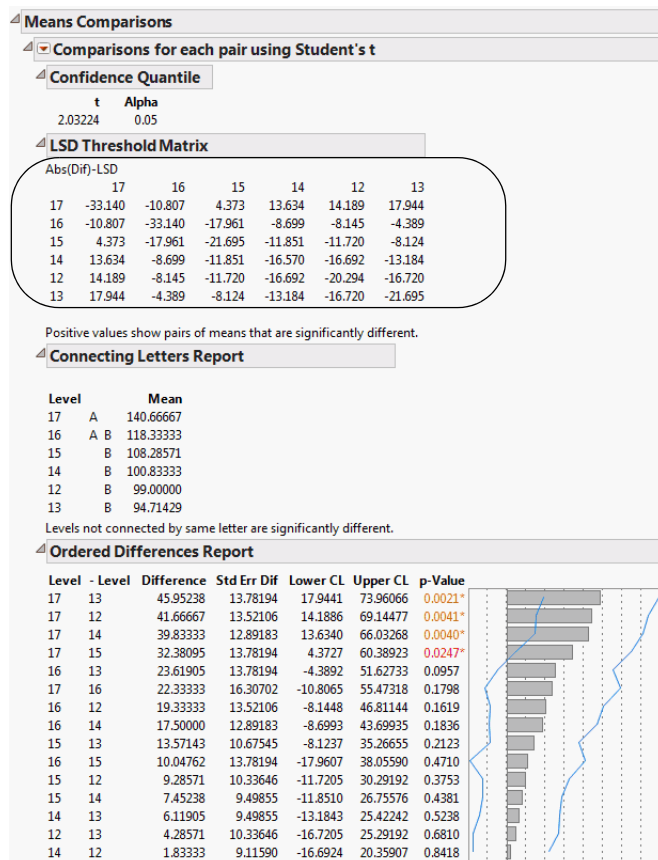 Means Comparisons
Comparisons for each pair using Student's t
Confidence Quantile
t Alpha
2.03224 0.05
LSD Threshold Matrix
Abs(Dif)-LSD
17 16 15 14 12 13
17 -33.140 -10.807 4.373 13.634 14.189 17.944
16 -10.807 -33.140 -17.961 -8.699 -8.145 -4.389
15 4.373 -17.961 -21.695 -11.851 -11.720 -8.124
14 13.634 -8.699 -11.851 -16.570 -16.692 -13.184
12 14.189 -8.145 -11.720 -16.692 -20.294 -16.720
13 17.944 -4.389 -8.124 -13.184 -16.720 -21.695
Positive values show pairs of means that are significantly different.
Connecting Letters Report
Level Mean
17 A 140.66667
16 A B 118.33333
15 B 108.28571
14 B 100.83333
12 B 99.00000
13 B 94.71429
Levels not connected by same letter are significantly different.
Ordered Differences Report
Level - Level Difference Std Err Dif Lower CL Upper CL p-Value
17 13 45.95238 13.78194 17.9441 73.96066 0.0021*
17 12 41.66667 13.52106 14.1886 69.14477 0.0041*
17 14 39.83333 12.89183 13.6340 66.03268 0.0040*
17 15 32.38095 13.78194 4.3727 60.38923 0.0247*
16 13 23.61905 13.78194 -4.3892 51.62733 0.0957
17 16 22.33333 16.30702 -10.8065 55.47318 0.1798
16 12 19.33333 13.52106 -8.1448 46.81144 0.1619
16 14 17.50000 12.89183 -8.6993 43.69935 0.1836
15 13 13.57143 10.67545 -8.1237 35.26655 0.2123
16 15 10.04762 13.78194 -17.9607 38.05590 0.4710
15 12 9.28571 10.33646 -11.7205 30.29192 0.3753
15 14 7.45238 9.49855 -11.8510 26.75576 0.4381
14 13 6.11905 9.49855 -13.1843 25.42242 0.5238
12 13 4.28571 10.33646 -16.7205 25.29192 0.6810
14 12 1.83333 9.11590 -16.6924 20.35907 0.8418